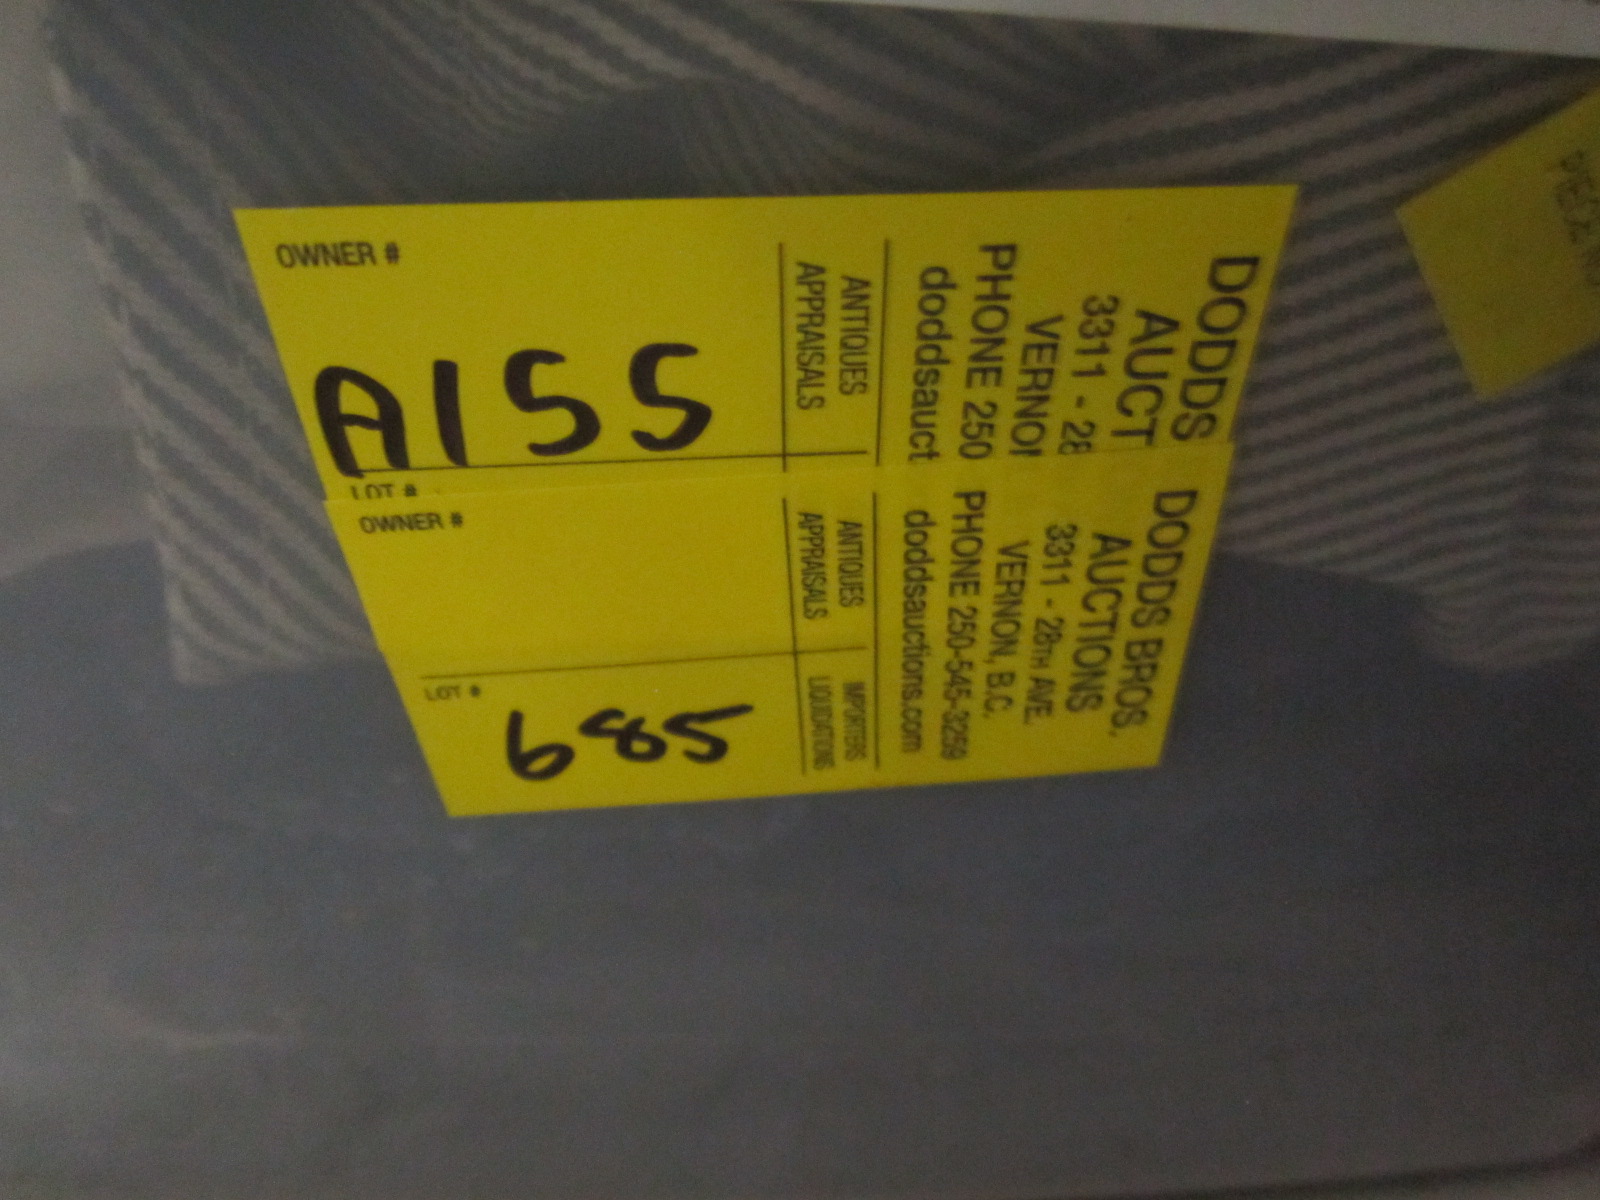 OWNER #
A155
LOT #
ANTIQUES
APPRAISALS
DODDS
AUCT
3311 - 28
VERNON
PHONE 250
doddsauct
OWNER #
LOT #
685
ANTIQUES IMPORTERS
APPRAISALS LIQUIDATIONS
DODDS BROS.
AUCTIONS
3311 - 28TH AVE.
VERNON, B.C.
PHONE 250-545-3259
doddsauctions.com